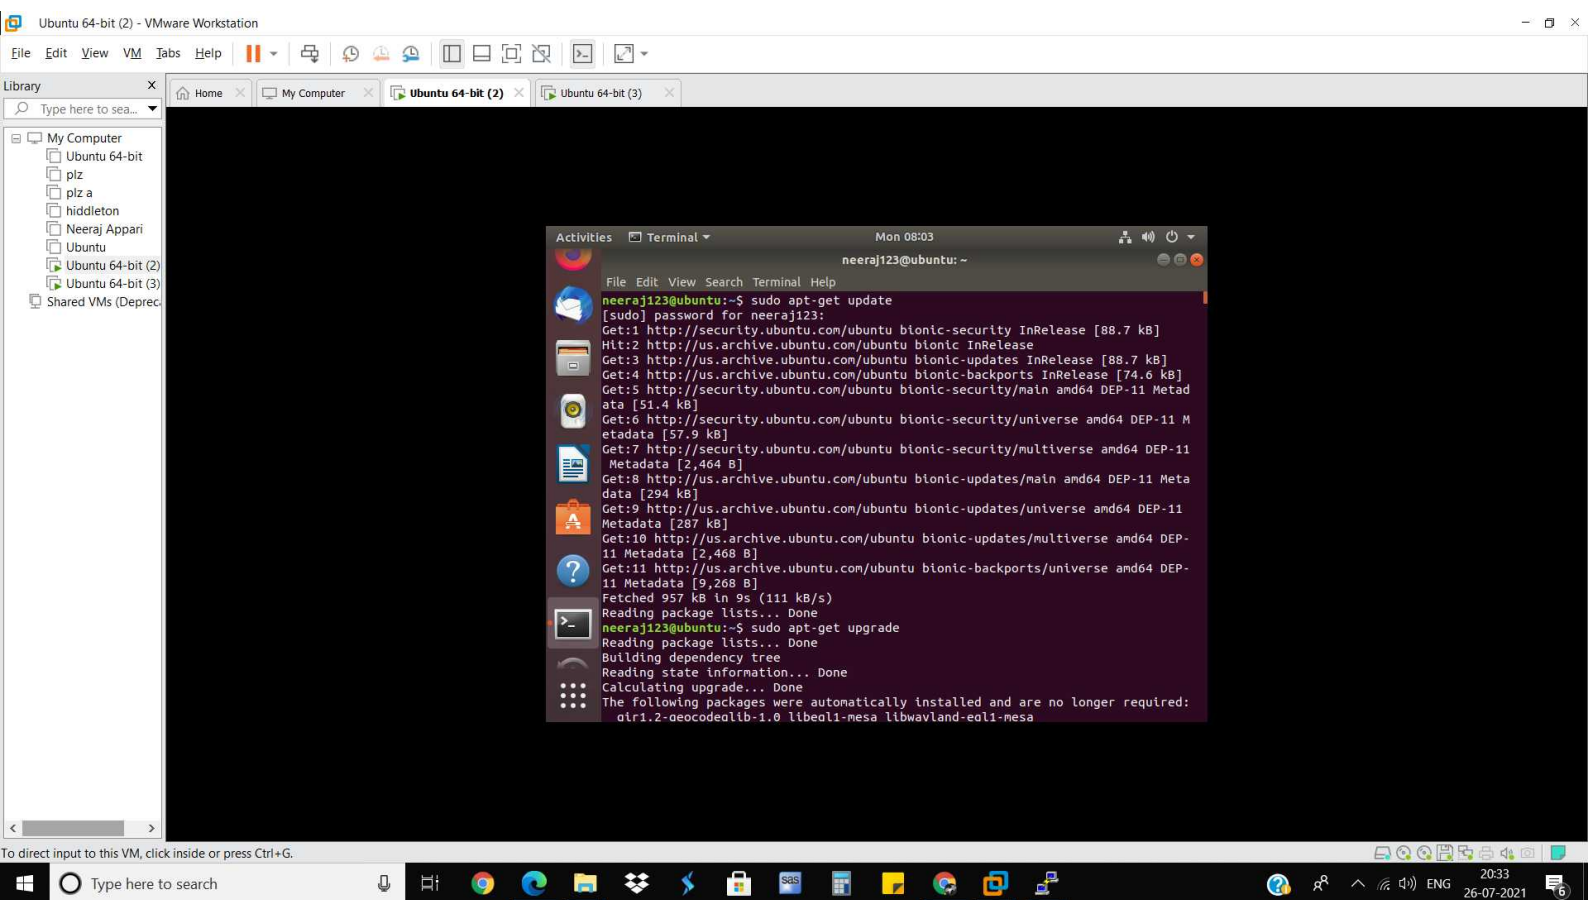 Ubuntu 64-bit (2) - VMware Workstation
File Edit View VM Tabs Help
Library X
Type here to sea...
Home
My Computer
Ubuntu 64-bit (2)
Ubuntu 64-bit (3)
My Computer
Ubuntu 64-bit
plz
plz a
hiddleton
Neeraj Appari
Ubuntu
Ubuntu 64-bit (2)
Ubuntu 64-bit (3)
Shared VMs (Deprec
Activities Terminal Mon 08:03
neeraj123@ubuntu: ~
File Edit View Search Terminal Help
neeraj123@ubuntu:~$ sudo apt-get update
[sudo] password for neeraj123:
Get:1 http://security.ubuntu.com/ubuntu bionic-security InRelease [88.7 kB]
Hit:2 http://us.archive.ubuntu.com/ubuntu bionic InRelease
Get:3 http://us.archive.ubuntu.com/ubuntu bionic-updates InRelease [88.7 kB]
Get:4 http://us.archive.ubuntu.com/ubuntu bionic-backports InRelease [74.6 kB]
Get:5 http://security.ubuntu.com/ubuntu bionic-security/main amd64 DEP-11 Metad
ata [51.4 kB]
Get:6 http://security.ubuntu.com/ubuntu bionic-security/universe amd64 DEP-11 M
etadata [57.9 kB]
Get:7 http://security.ubuntu.com/ubuntu bionic-security/multiverse amd64 DEP-11
 Metadata [2,464 B]
Get:8 http://us.archive.ubuntu.com/ubuntu bionic-updates/main amd64 DEP-11 Meta
data [294 kB]
Get:9 http://us.archive.ubuntu.com/ubuntu bionic-updates/universe amd64 DEP-11
Metadata [287 kB]
Get:10 http://us.archive.ubuntu.com/ubuntu bionic-updates/multiverse amd64 DEP-
11 Metadata [2,468 B]
Get:11 http://us.archive.ubuntu.com/ubuntu bionic-backports/universe amd64 DEP-
11 Metadata [9,268 B]
Fetched 957 kB in 9s (111 kB/s)
Reading package lists... Done
neeraj123@ubuntu:~$ sudo apt-get upgrade
Reading package lists... Done
Building dependency tree
Reading state information... Done
Calculating upgrade... Done
The following packages were automatically installed and are no longer required:
  gir1.2-geocodeglib-1.0 libegl1-mesa libwayland-egl1-mesa
To direct input to this VM, click inside or press Ctrl+G.
Type here to search
sas
ENG
20:33
26-07-2021
6